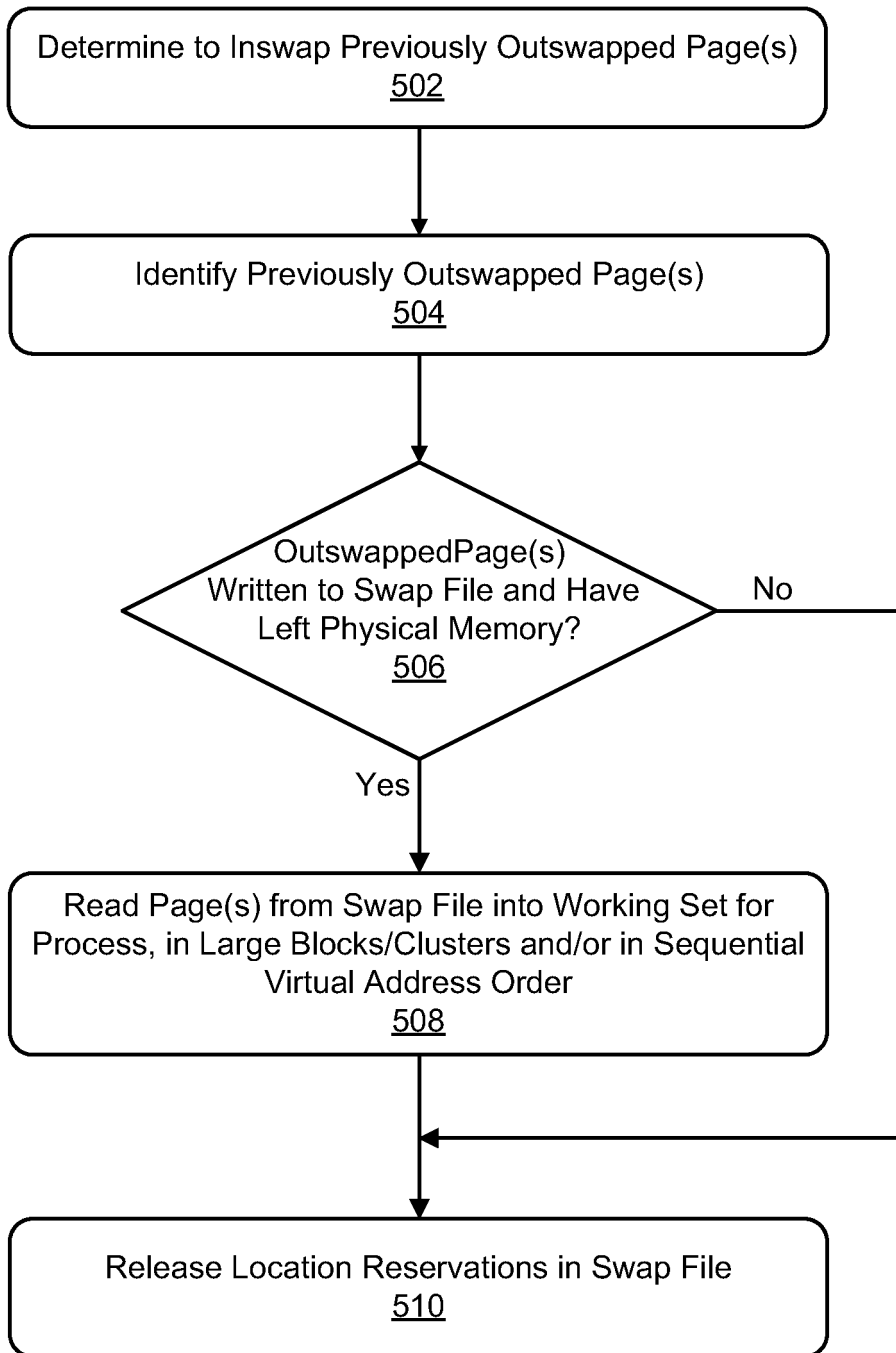 Determine to Inswap Previously Outswapped Page(s)
502
Identify Previously Outswapped Page(s)
504
OutswappedPage(s)
Written to Swap File and Have
Left Physical Memory?
506
No
Yes
Read Page(s) from Swap File into Working Set for
Process, in Large Blocks/Clusters and/or in Sequential
Virtual Address Order
508
Release Location Reservations in Swap File
510